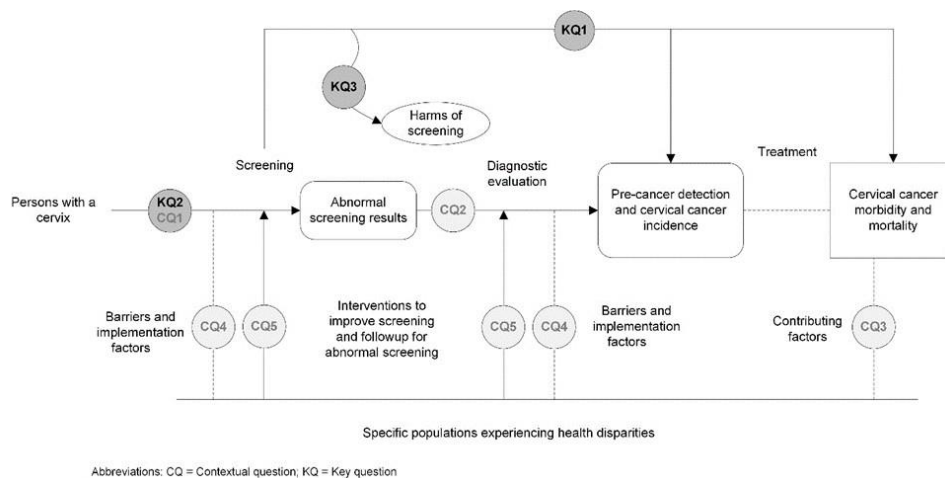 KQ1
KQ3
Harms of
screening
Screening
Diagnostic
evaluation
Treatment
Persons with a
cervix
KQ2
CQ1
Abnormal
screening results
CQ2
Pre-cancer detection
and cervical cancer
incidence
Cervical cancer
morbidity and
mortality
Barriers and
implementation
factors
CQ4
CQ5
Interventions to
improve screening
and followup for
abnormal screening
CQ5
CQ4
Barriers and
implementation
factors
Contributing
factors
CQ3
Specific populations experiencing health disparities
Abbreviations: CQ = Contextual question; KQ = Key question